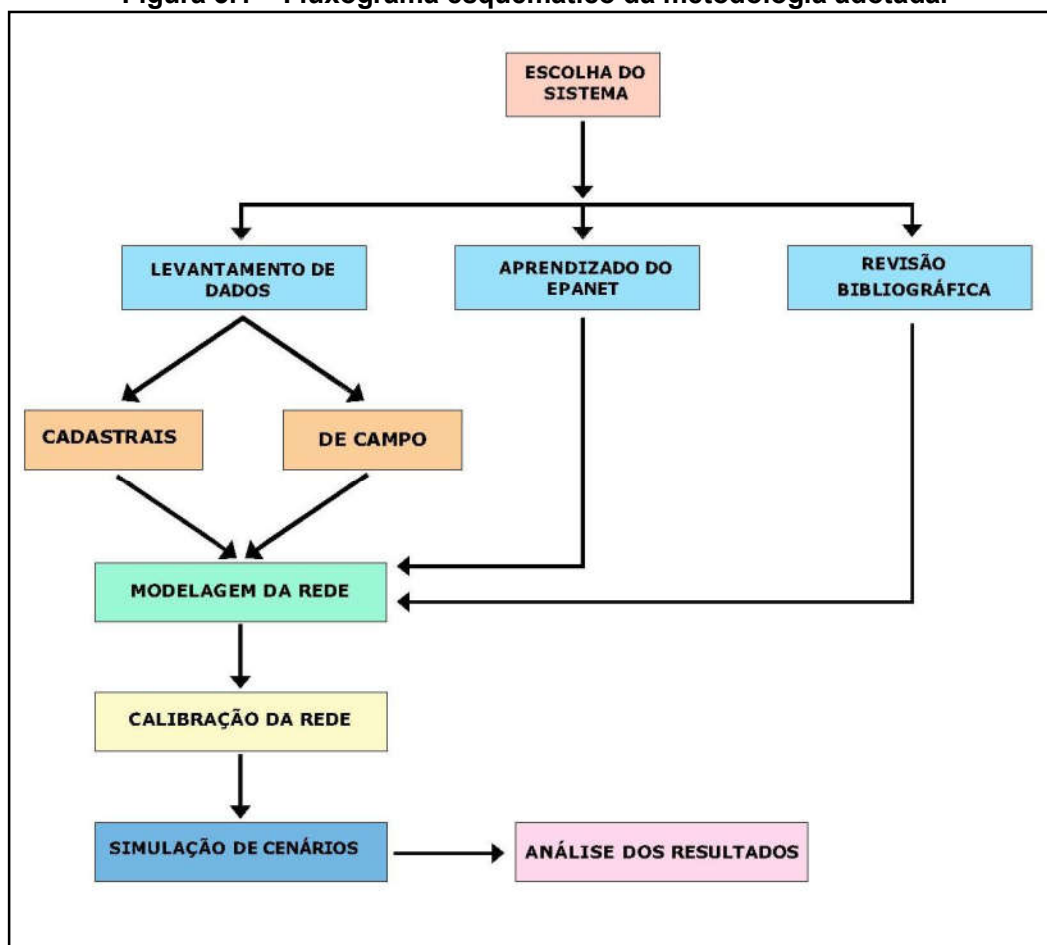 ESCOLHA DO
SISTEMA
LEVANTAMENTO DE
DADOS
APRENDIZADO DO
EPANET
REVISÃO
BIBLIOGRÁFICA
CADASTRAIS
DE CAMPO
MODELAGEM DA REDE
CALIBRAÇÃO DA REDE
SIMULAÇÃO DE CENÁRIOS
ANÁLISE DOS RESULTADOS